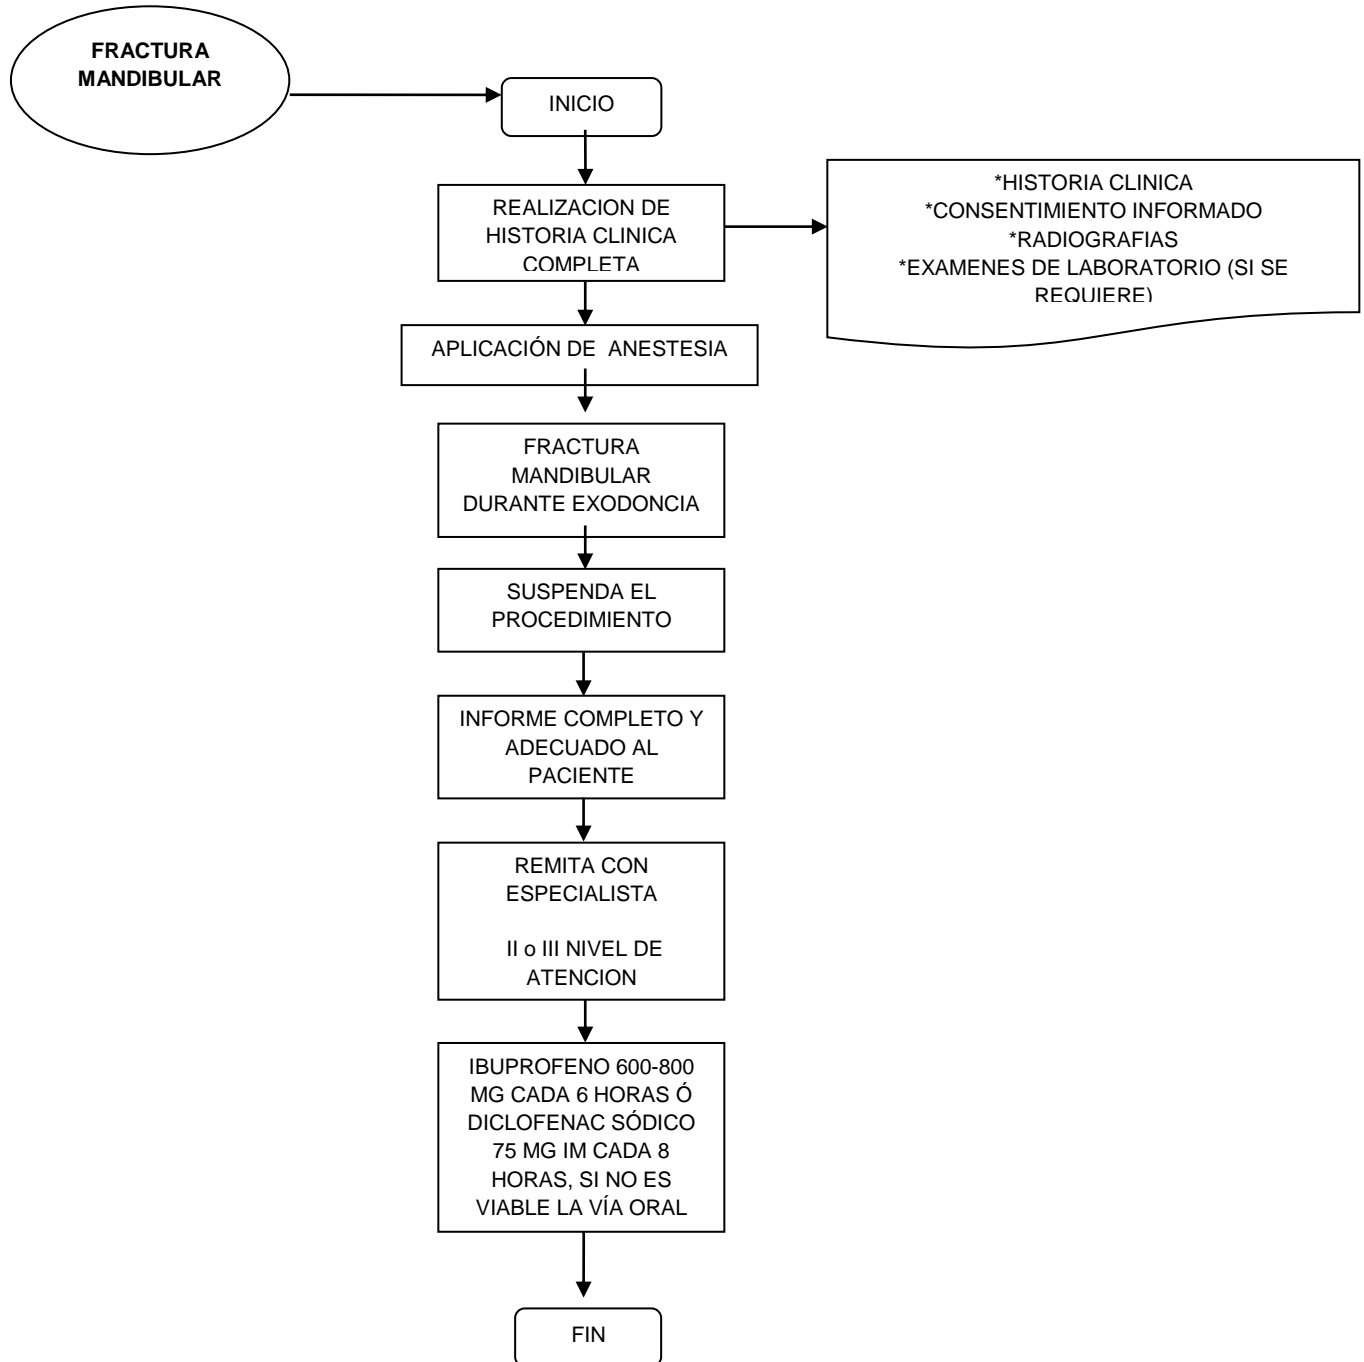 FRACTURA
MANDIBULAR
INICIO
REALIZACION DE
HISTORIA CLINICA
COMPLETA
*HISTORIA CLINICA
*CONSENTIMIENTO INFORMADO
*RADIOGRAFIAS
*EXAMENES DE LABORATORIO (SI SE
REQUIERE)
APLICACIÓN DE  ANESTESIA
FRACTURA
MANDIBULAR
DURANTE EXODONCIA
SUSPENDA EL
PROCEDIMIENTO
INFORME COMPLETO Y
ADECUADO AL
PACIENTE
REMITA CON
ESPECIALISTA
II o III NIVEL DE
ATENCION
IBUPROFENO 600-800
MG CADA 6 HORAS Ó
DICLOFENAC SÓDICO
75 MG IM CADA 8
HORAS, SI NO ES
VIABLE LA VÍA ORAL
FIN